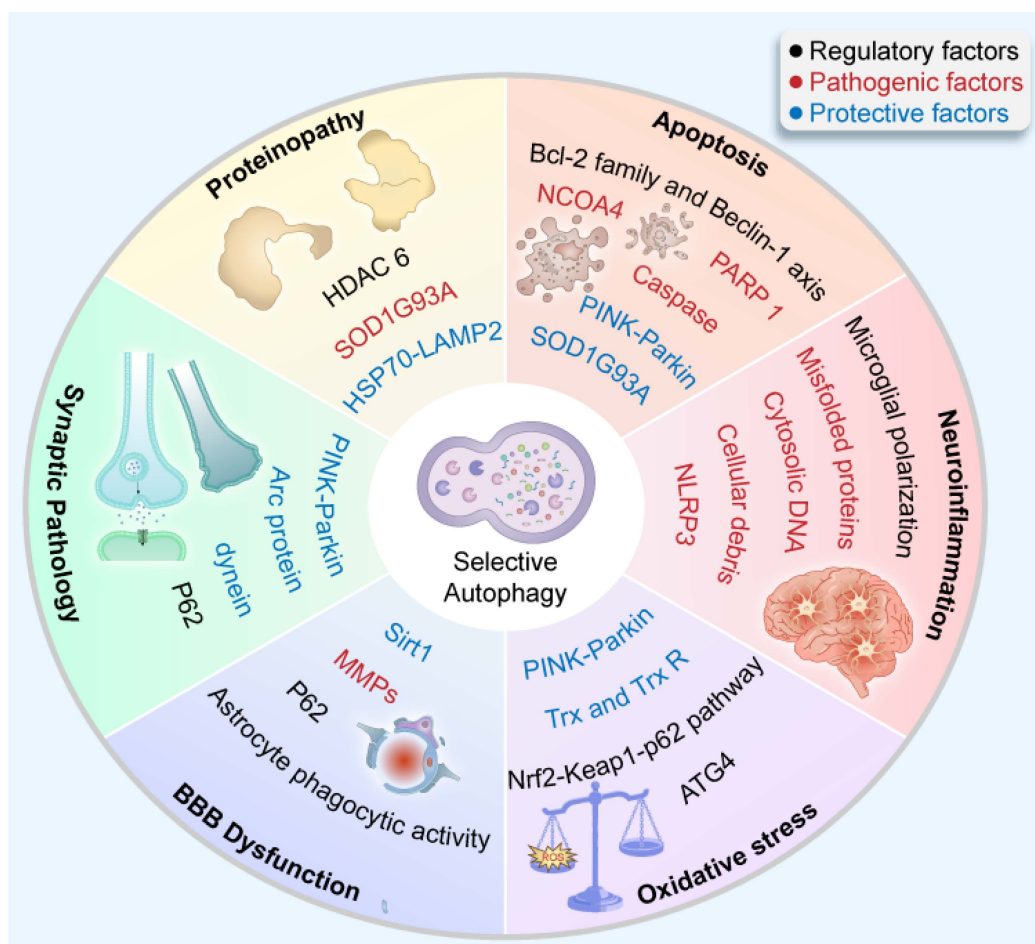 ● Regulatory factors
● Pathogenic factors
● Protective factors
Proteinopathy
HDAC 6
SOD1G93A
HSP70-LAMP2
Apoptosis
Bcl-2 family and Beclin-1 axis
NCOA4
PARP 1
Caspase
PINK-Parkin
SOD1G93A
Neuroinflammation
Microglial polarization
Misfolded proteins
Cytosolic DNA
Cellular debris
NLRP3
Oxidative stress
PINK-Parkin
Trx and Trx R
Nrf2-Keap1-p62 pathway
ATG4
ROS
BBB Dysfunction
Sirt1
MMPs
P62
Astrocyte phagocytic activity
Synaptic Pathology
PINK-Parkin
Arc protein
dynein
P62
Selective
Autophagy